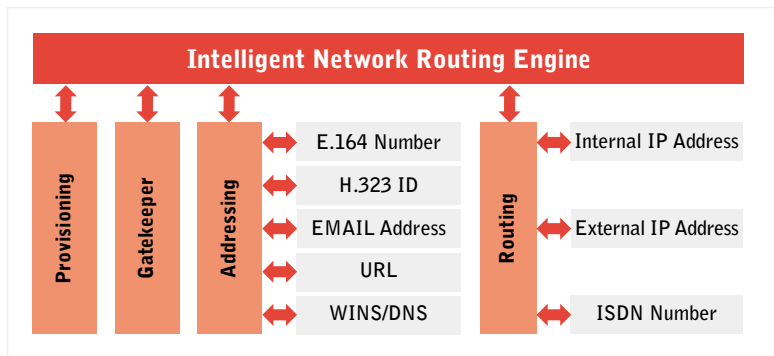 Intelligent Network Routing Engine
Provisioning
Gatekeeper
Addressing
E.164 Number
H.323 ID
EMAIL Address
URL
WINS/DNS
Routing
Internal IP Address
External IP Address
ISDN Number